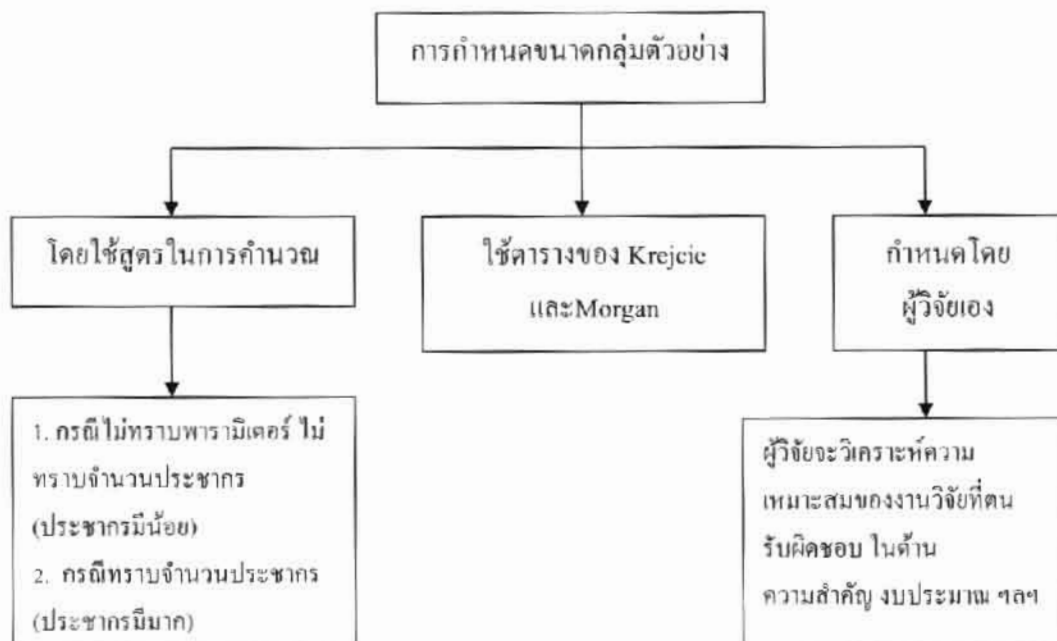 การกำหนดขนาดกลุ่มตัวอย่าง
โดยใช้สูตรในการคำนวณ
ใช้ตารางของ Krejcic
และMorgan
กำหนดโดย
ผู้วิจัยเอง
1. กรณีไม่ทราบพารามิเตอร์ ไม่
ทราบจำนวนประชากร
(ประชากรมีน้อย)
2. กรณีทราบจำนวนประชากร
(ประชากรมีมาก)
ผู้วิจัยจะวิเคราะห์ความ
เหมาะสมของงานวิจัยที่ตน
รับผิดชอบ ในด้าน
ความสำคัญ งบประมาณ ฯลฯ